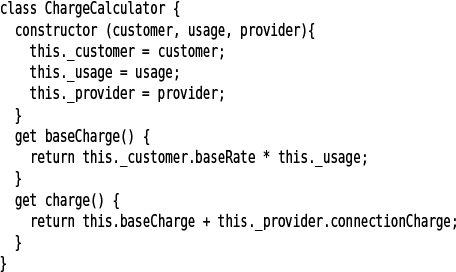 class ChargeCalculator {
  constructor (customer, usage, provider){
    this._customer = customer;
    this._usage = usage;
    this._provider = provider;
  }
  get baseCharge() {
    return this._customer.baseRate * this._usage;
  }
  get charge() {
    return this.baseCharge + this._provider.connectionCharge;
  }
}